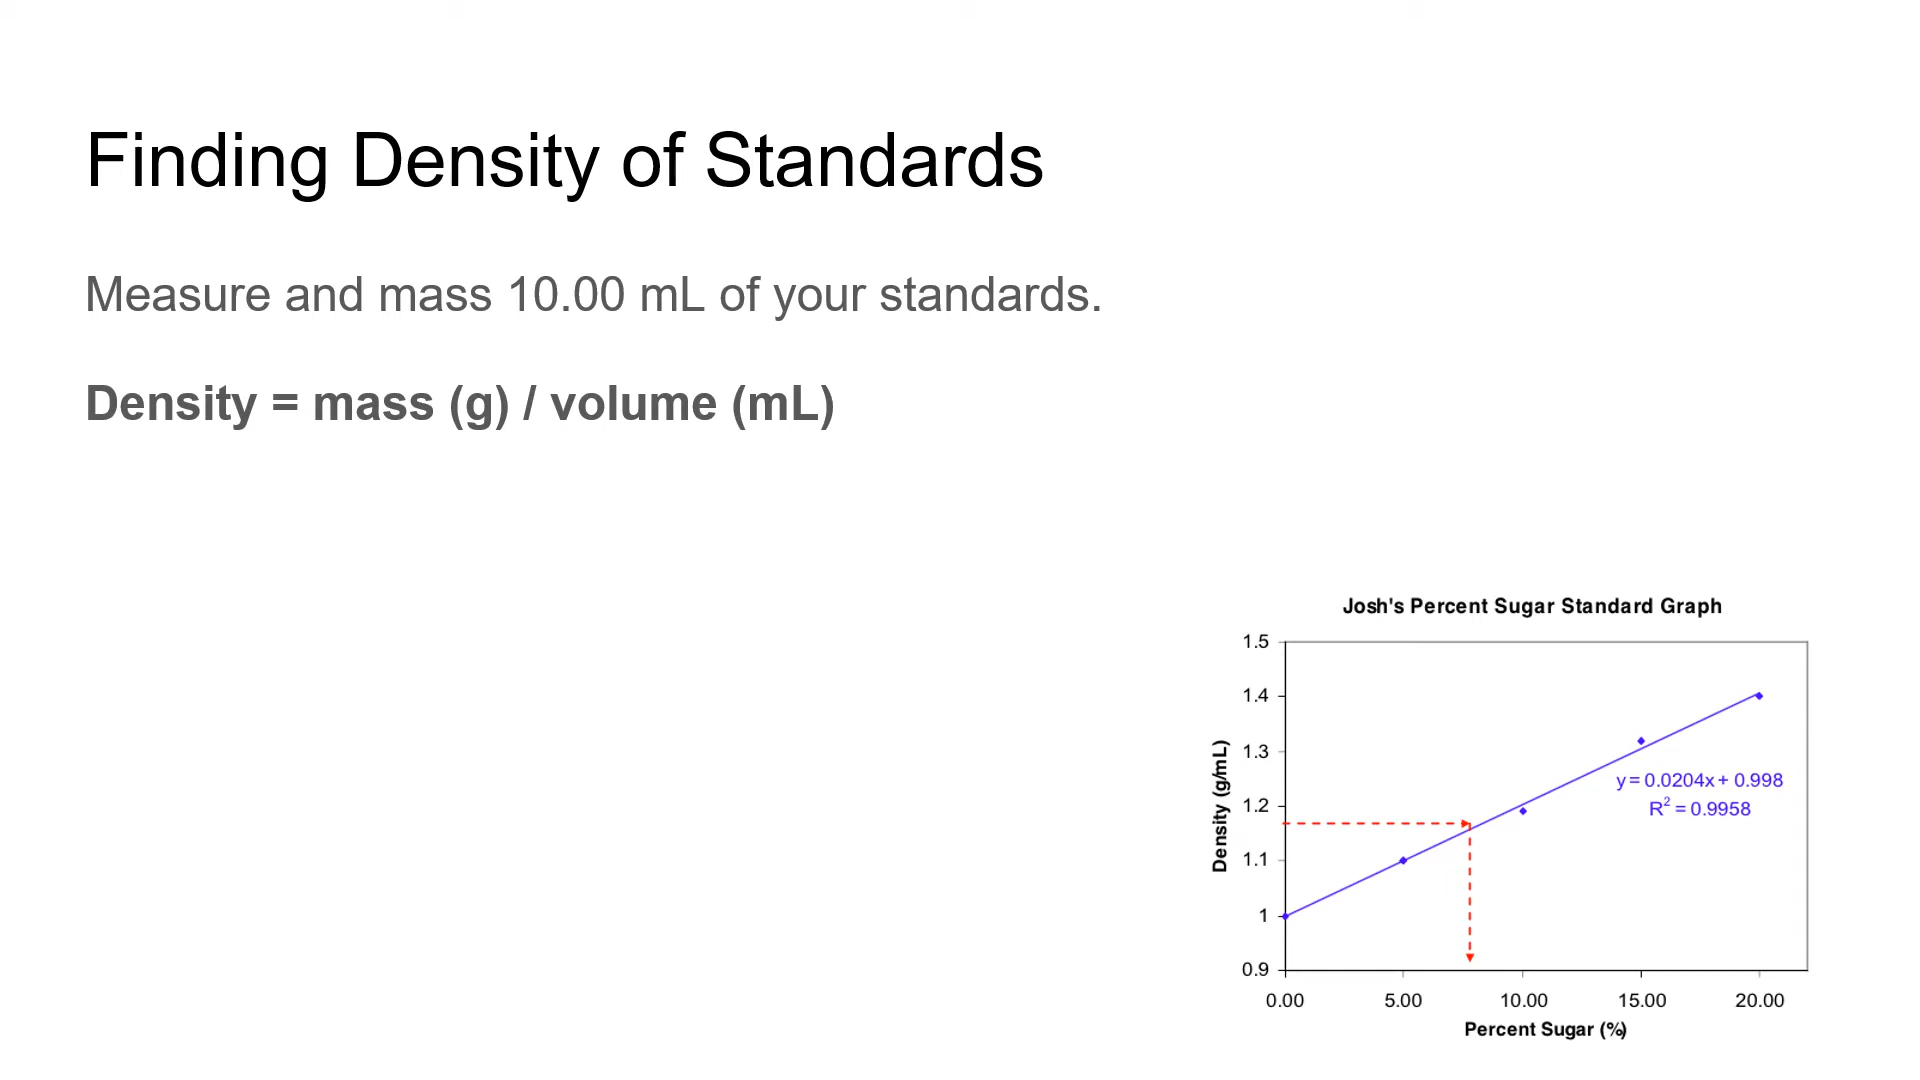 Finding Density of Standards
Measure and mass 10.00 mL of your standards.
Density = mass (g) / volume (mL)
Josh's Percent Sugar Standard Graph
1.5
1.4
1.3
1.2
1.1
1
0.9
Density (g/mL)
y = 0.0204x + 0.998
R² = 0.9958
0.00 5.00 10.00 15.00 20.00
Percent Sugar (%)